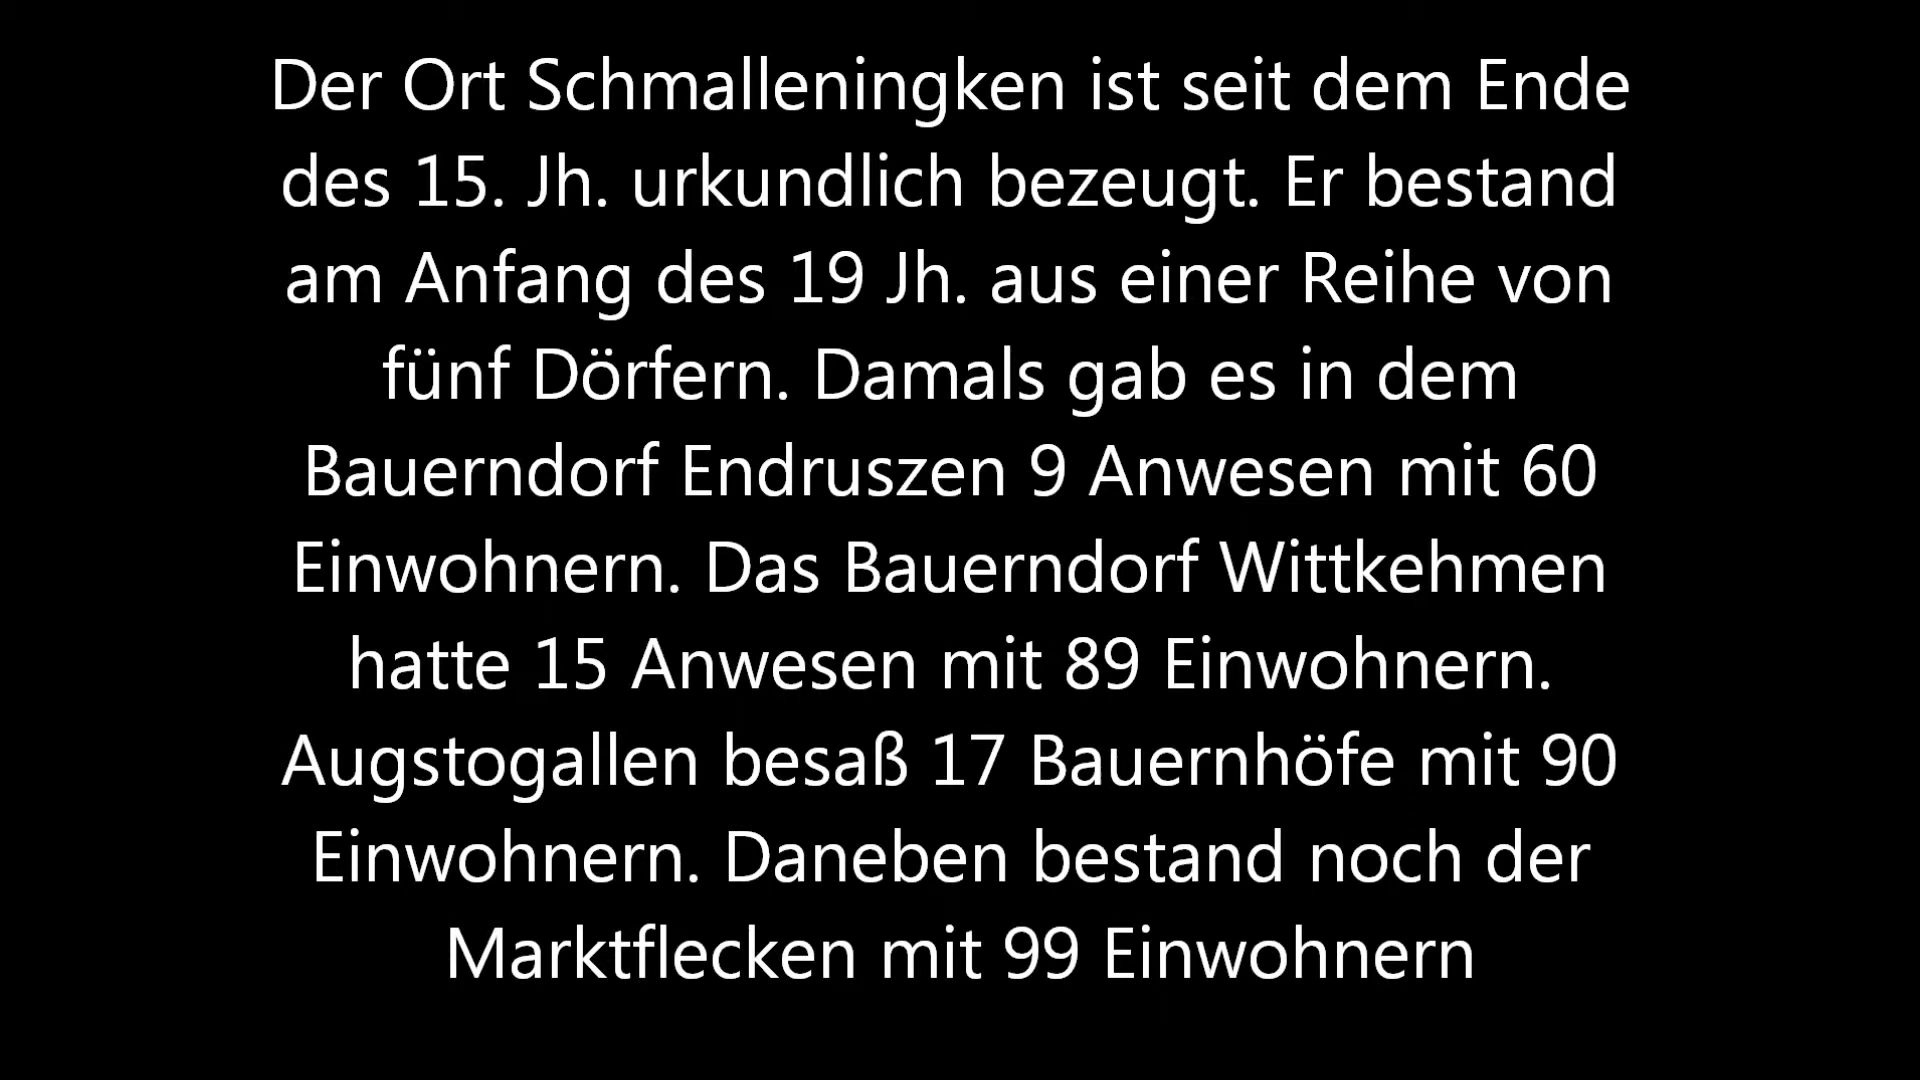 Der Ort Schmalleningken ist seit dem Ende
des 15. Jh. urkundlich bezeugt. Er bestand
am Anfang des 19 Jh. aus einer Reihe von
fünf Dörfern. Damals gab es in dem
Bauerndorf Endruszen 9 Anwesen mit 60
Einwohnern. Das Bauerndorf Wittkehmen
hatte 15 Anwesen mit 89 Einwohnern.
Augstogallen besaß 17 Bauernhöfe mit 90
Einwohnern. Daneben bestand noch der
Marktflecken mit 99 Einwohnern